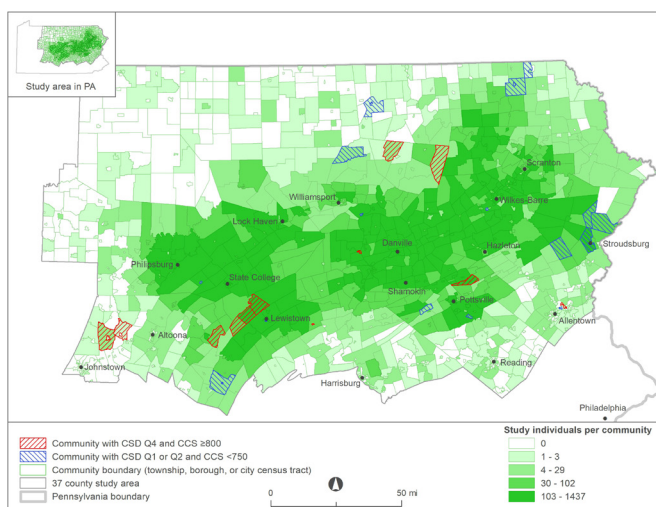 Study area in PA
Scranton
Williamsport
Wilkes-Barre
Lock Haven
Danville
Hazleton
Stroudsburg
Philipsburg
State College
Shamokin
Pottsville
Lewistown
Allentown
Altoona
Johnstown
Reading
Harrisburg
Philadelphia
Community with CSD Q4 and CCS ≥800
Community with CSD Q1 or Q2 and CCS <750
Community boundary (township, borough, or city census tract)
37 county study area
Pennsylvania boundary
0
50 mi
Study individuals per community
0
1 - 3
4 - 29
30 - 102
103 - 1437